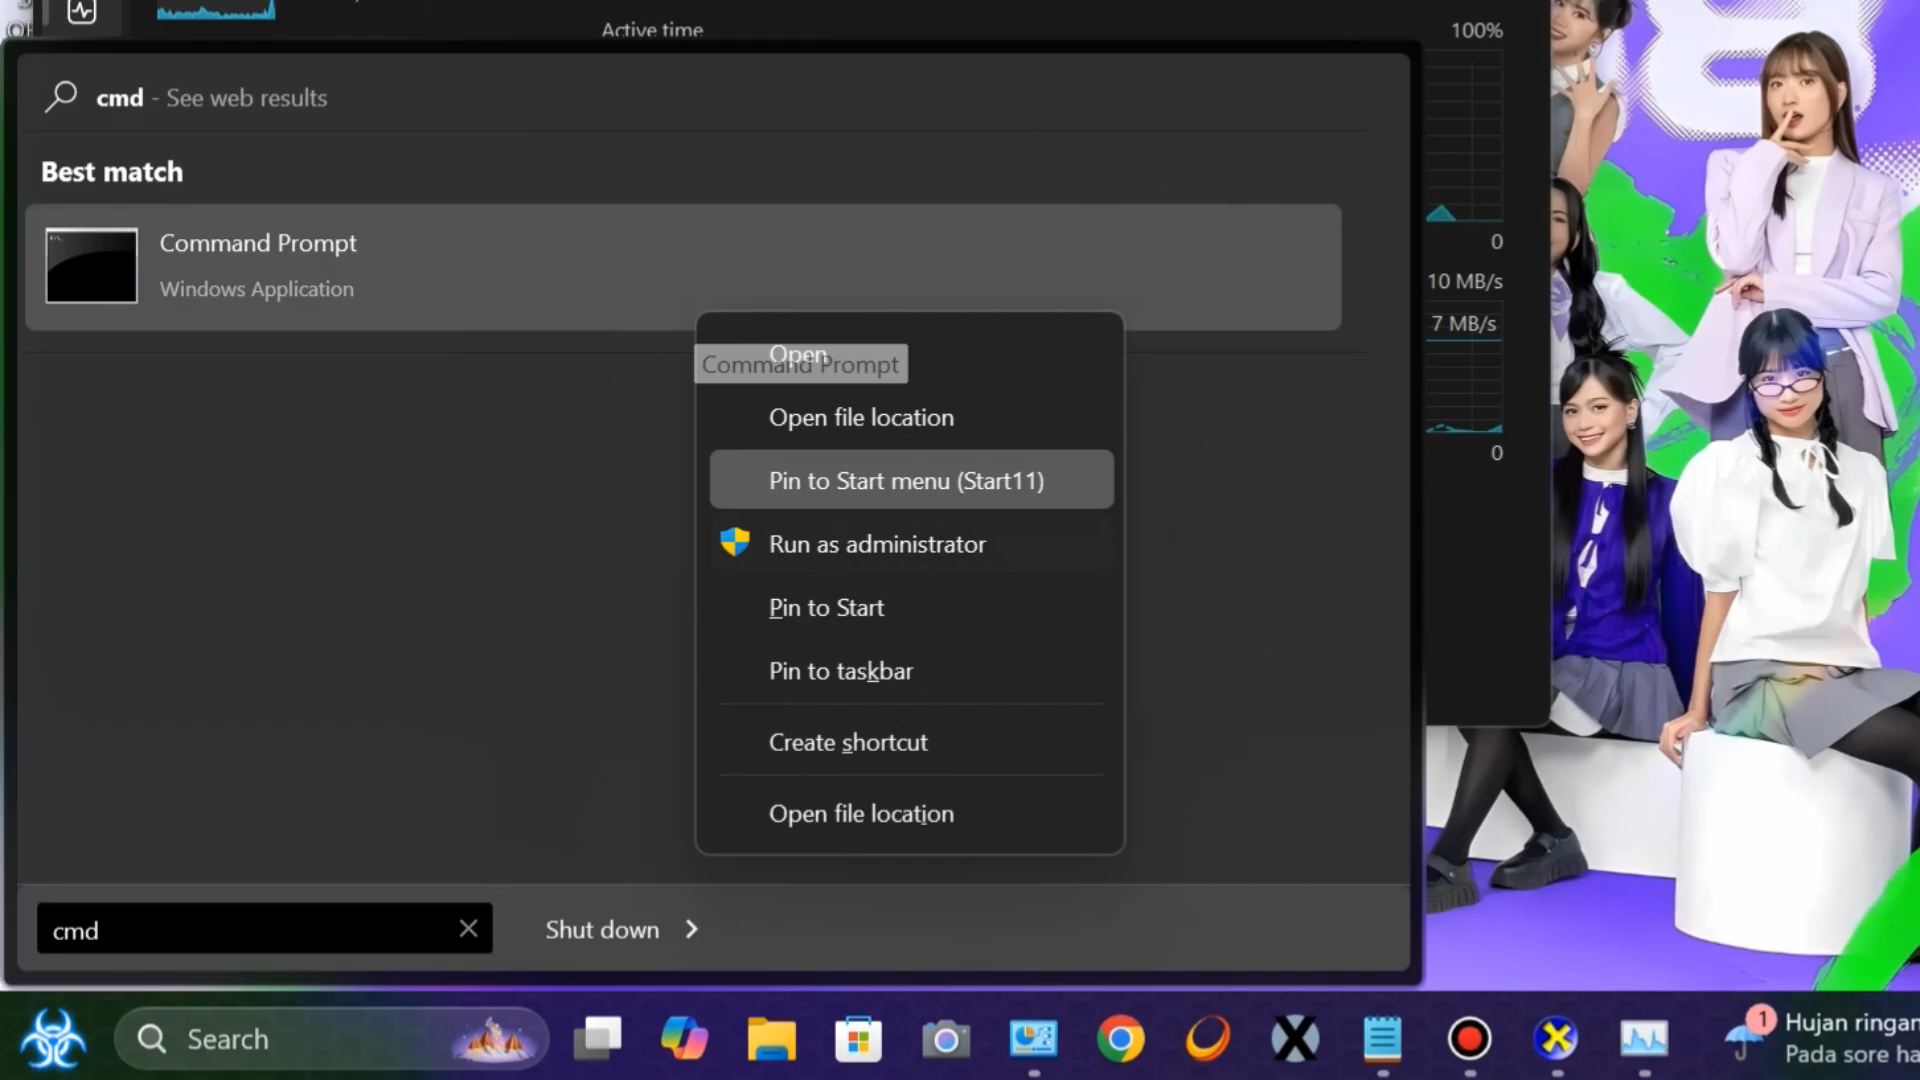 Active time
100%
cmd - See web results
Best match
Command Prompt
Windows Application
0
10 MB/s
7 MB/s
0
Open
Command Prompt
Open file location
Pin to Start menu (Start11)
Run as administrator
Pin to Start
Pin to taskbar
Create shortcut
Open file location
cmd
Shut down
Search
1
Hujan ringan
Pada sore ha